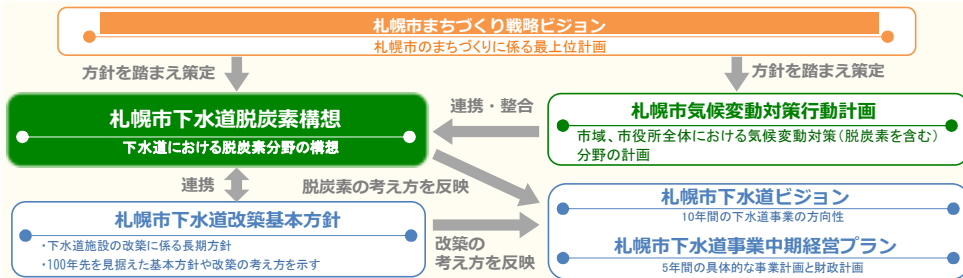 札幌市まちづくり戦略ビジョン
札幌市のまちづくりに係る最上位計画
方針を踏まえ策定
方針を踏まえ策定
札幌市下水道脱炭素構想
下水道における脱炭素分野の構想
連携・整合
札幌市気候変動対策行動計画
市域、市役所全体における気候変動対策（脱炭素を含む）
分野の計画
連携
脱炭素の考え方を反映
札幌市下水道改築基本方針
・下水道施設の改築に係る長期方針
・100年先を見据えた基本方針や改築の考え方を示す
改築の
考え方を反映
札幌市下水道ビジョン
10年間の下水道事業の方向性
札幌市下水道事業中期経営プラン
5年間の具体的な事業計画と財政計画